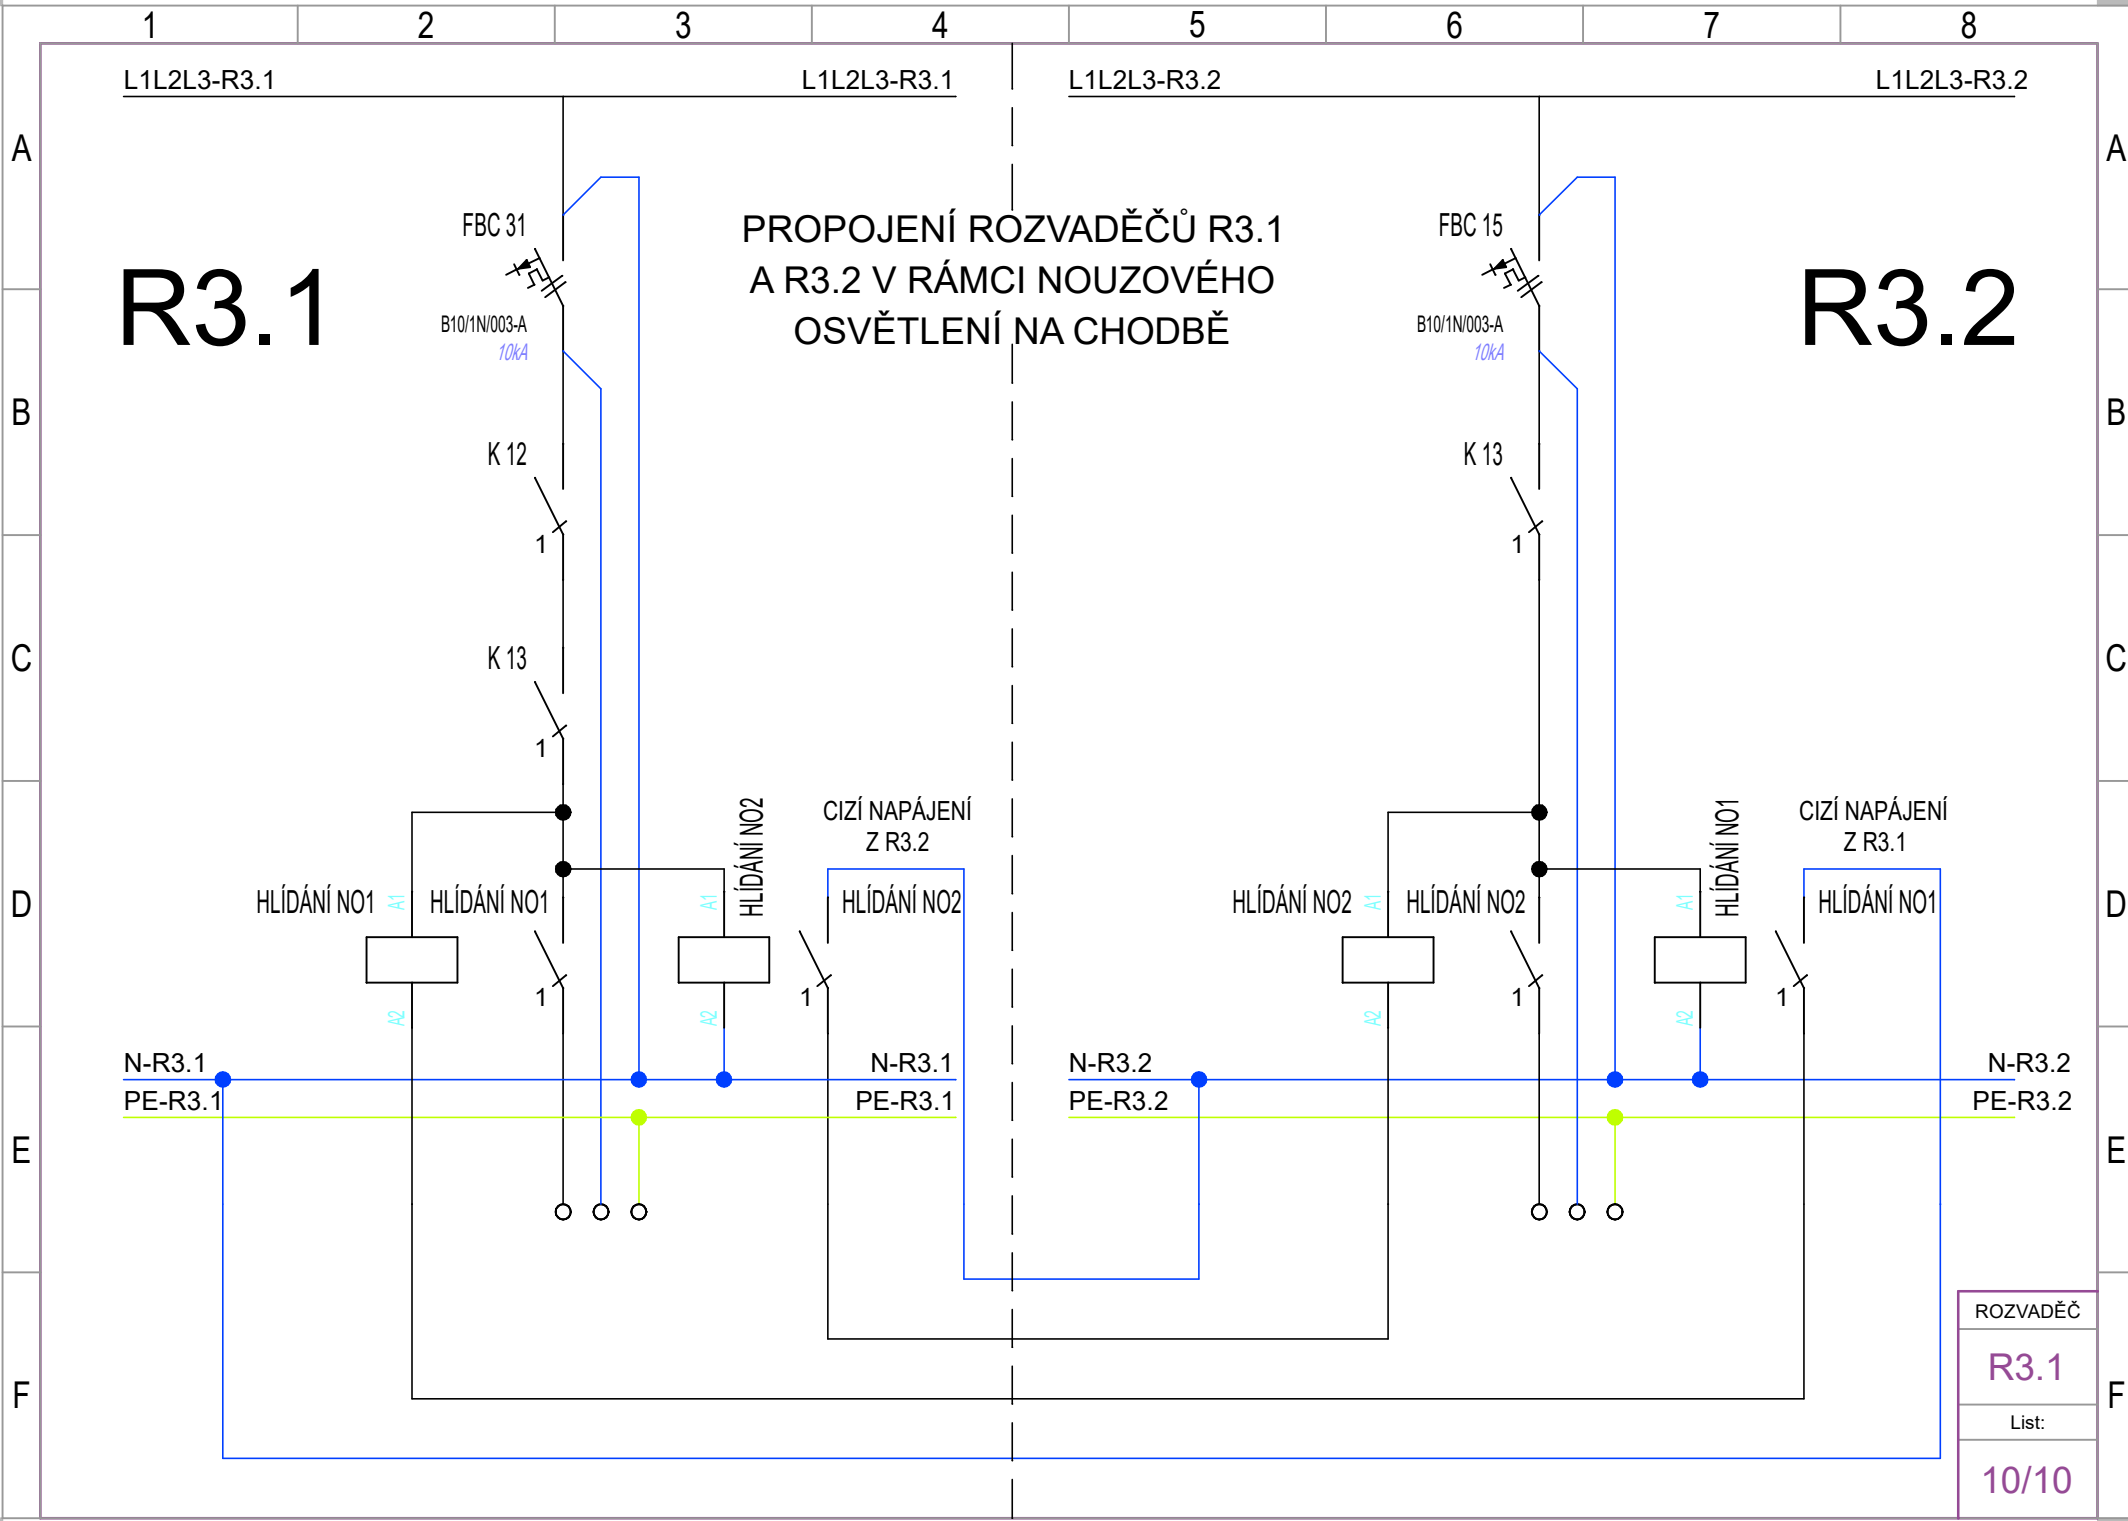 1 2 3 4 5 6 7 8
L1L2L3-R3.1 L1L2L3-R3.1 L1L2L3-R3.2 L1L2L3-R3.2
A A
FBC 31 PROPOJENÍ ROZVADĚČŮ R3.1 FBC 15
A R3.2 V RÁMCI NOUZOVÉHO
OSVĚTLENÍ NA CHODBĚ
R3.1 R3.2
B10/1N/003-A B10/1N/003-A
10kA 10kA
B B
K 12 K 13
1 1
C C
K 13
1
HLÍDÁNÍ NO2 CIZÍ NAPÁJENÍ HLÍDÁNÍ NO1 CIZÍ NAPÁJENÍ
Z R3.2 Z R3.1
D HLÍDÁNÍ NO1 A1 HLÍDÁNÍ NO1 A1 HLÍDÁNÍ NO2 HLÍDÁNÍ NO2 A1 HLÍDÁNÍ NO2 A1 HLÍDÁNÍ NO1 D
1 1 1 1
A2 A2 A2 A2
N-R3.1 N-R3.1 N-R3.2 N-R3.2
PE-R3.1 PE-R3.1 PE-R3.2 PE-R3.2
E E
ROZVADĚČ
R3.1
F F
List:
10/10